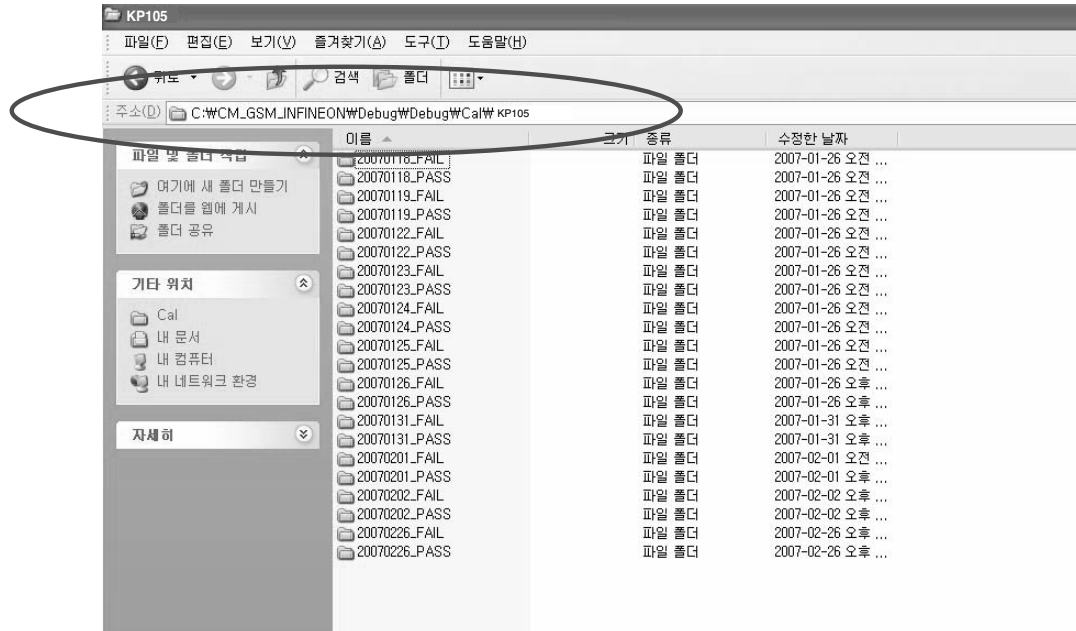 KP105
파일(F) 편집(E) 보기(V) 즐겨찾기(A) 도구(T) 도움말(H)
뒤로 검색 폴더
주소(D) C:₩CM_GSM_INFINEON₩Debug₩Debug₩Cal₩ KP105
이름 크기 종류 수정한 날짜
파일 및 폴더 작업
여기에 새 폴더 만들기
폴더를 웹에 게시
폴더 공유
기타 위치
Cal
내 문서
내 컴퓨터
내 네트워크 환경
자세히
20070118_FAIL 파일 폴더 2007-01-26 오전 ...
20070118_PASS 파일 폴더 2007-01-26 오전 ...
20070119_FAIL 파일 폴더 2007-01-26 오전 ...
20070119_PASS 파일 폴더 2007-01-26 오전 ...
20070122_FAIL 파일 폴더 2007-01-26 오전 ...
20070122_PASS 파일 폴더 2007-01-26 오전 ...
20070123_FAIL 파일 폴더 2007-01-26 오전 ...
20070123_PASS 파일 폴더 2007-01-26 오전 ...
20070124_FAIL 파일 폴더 2007-01-26 오전 ...
20070124_PASS 파일 폴더 2007-01-26 오전 ...
20070125_FAIL 파일 폴더 2007-01-26 오전 ...
20070125_PASS 파일 폴더 2007-01-26 오전 ...
20070126_FAIL 파일 폴더 2007-01-26 오후 ...
20070126_PASS 파일 폴더 2007-01-26 오후 ...
20070131_FAIL 파일 폴더 2007-01-31 오후 ...
20070131_PASS 파일 폴더 2007-01-31 오후 ...
20070201_FAIL 파일 폴더 2007-02-01 오전 ...
20070201_PASS 파일 폴더 2007-02-01 오후 ...
20070202_FAIL 파일 폴더 2007-02-02 오후 ...
20070202_PASS 파일 폴더 2007-02-02 오후 ...
20070226_FAIL 파일 폴더 2007-02-26 오후 ...
20070226_PASS 파일 폴더 2007-02-26 오후 ...